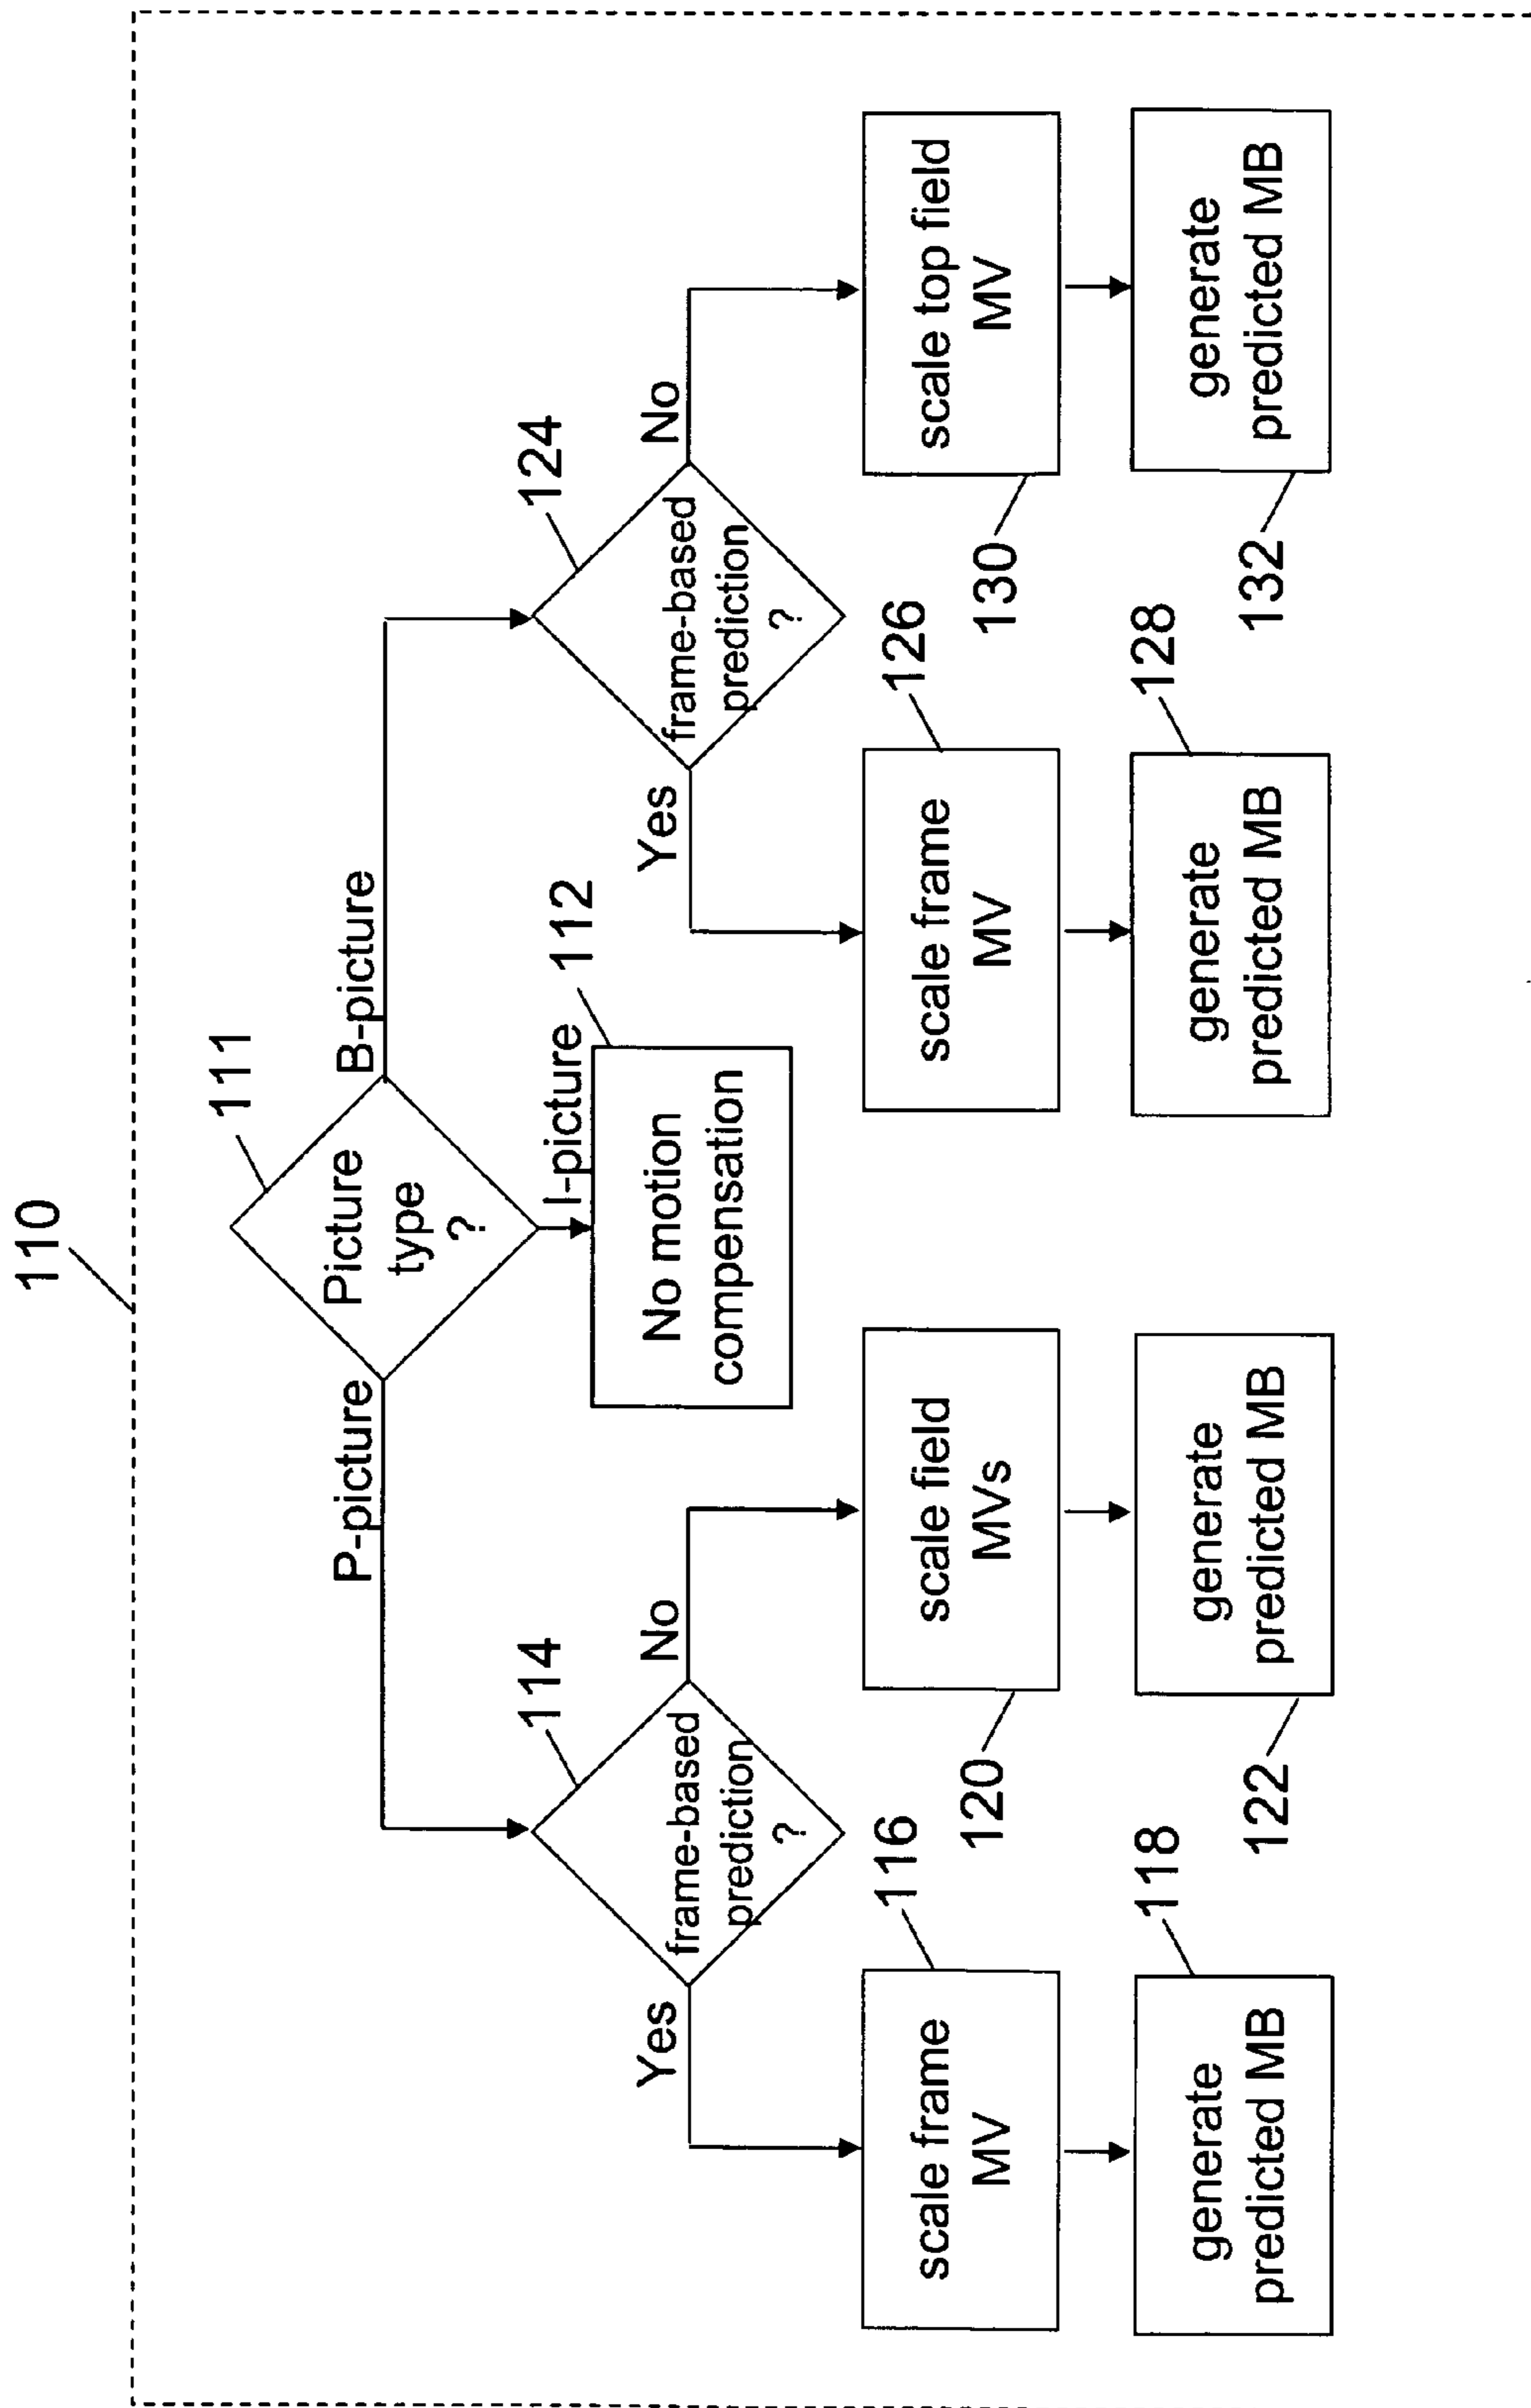 110
111
Picture
type
?
P-picture
B-picture
I-picture
112
No motion
compensation
114
frame-based
prediction
?
Yes
No
124
frame-based
prediction
?
Yes
No
116
scale frame
MV
120
scale field
MVs
126
scale frame
MV
130
scale top field
MV
118
generate
predicted MB
122
generate
predicted MB
128
generate
predicted MB
132
generate
predicted MB